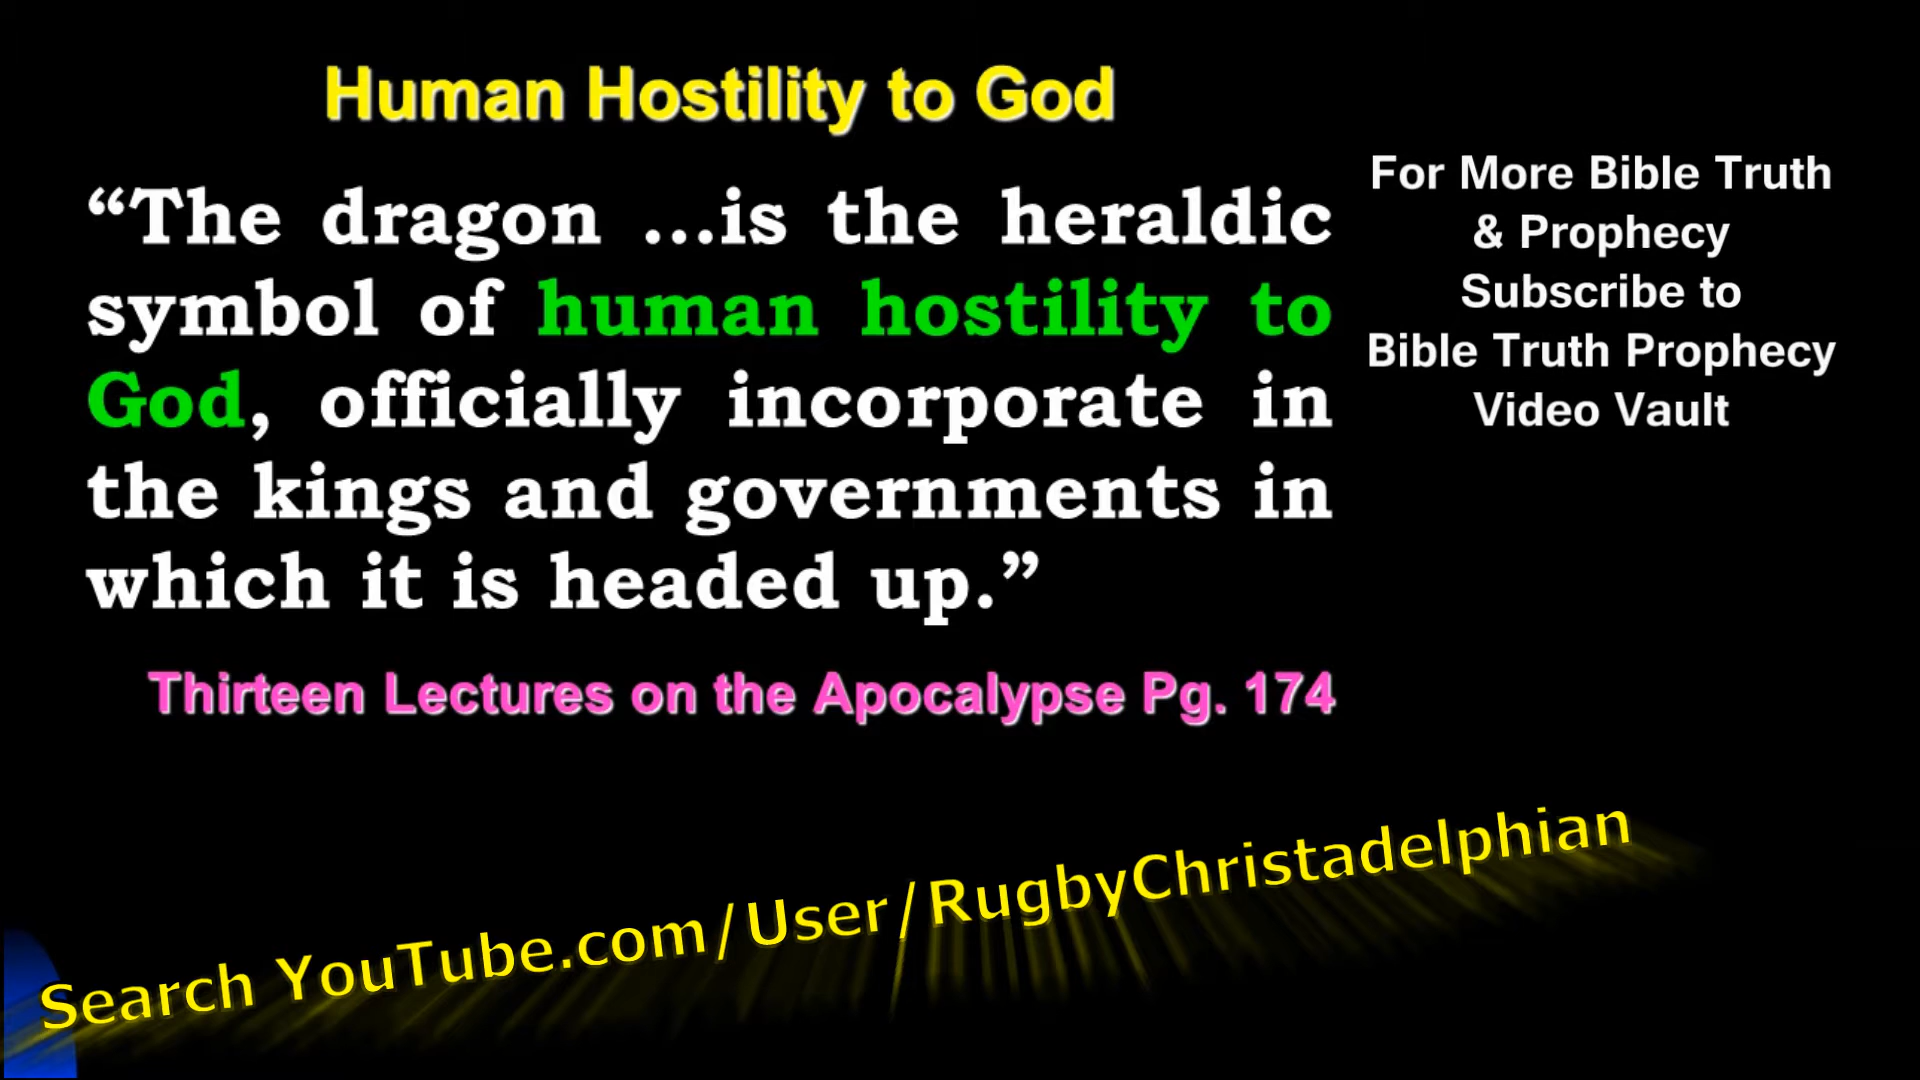 Human Hostility to God
“The dragon ...is the heraldic
symbol of human hostility to
God, officially incorporate in
the kings and governments in
which it is headed up.”
Thirteen Lectures on the Apocalypse Pg. 174
For More Bible Truth
& Prophecy
Subscribe to
Bible Truth Prophecy
Video Vault
Search YouTube.com/User/RugbyChristadelphian